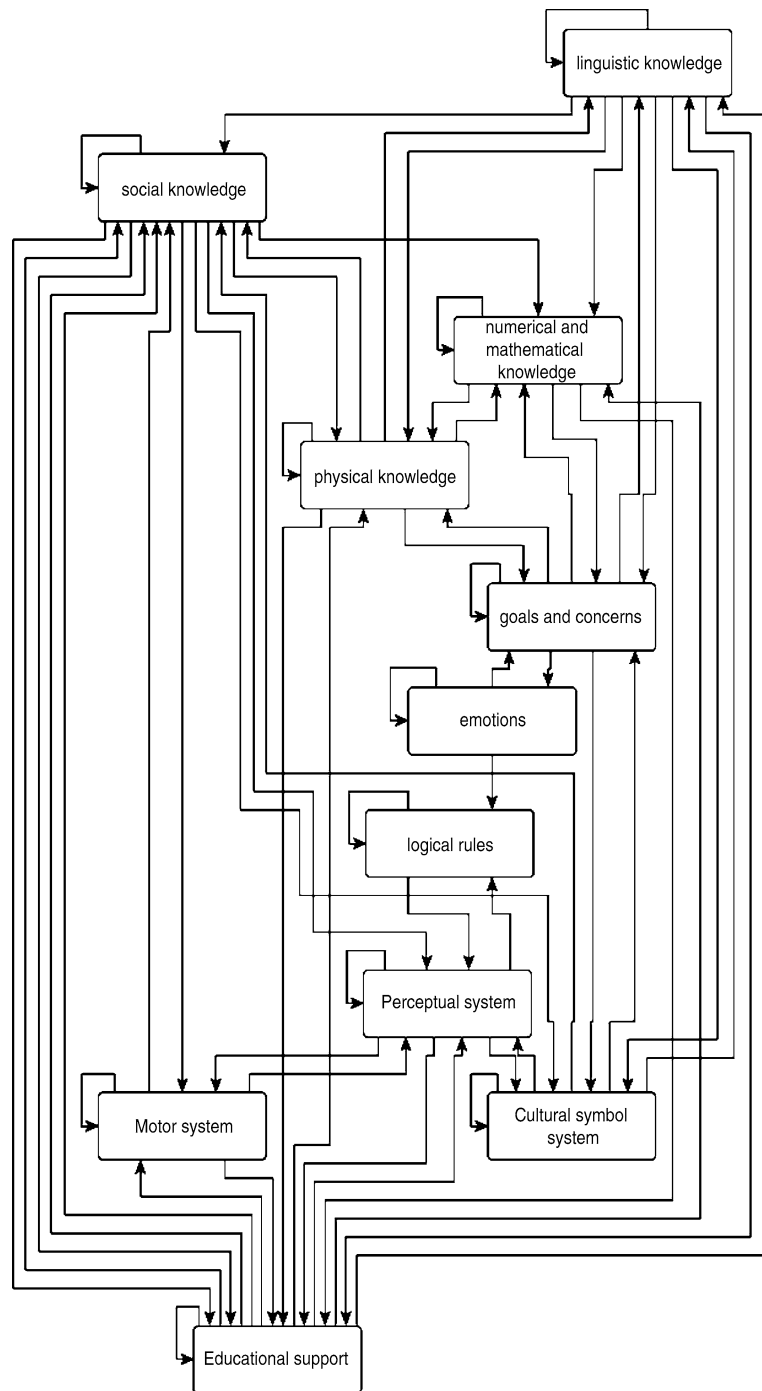 linguistic knowledge
social knowledge
numerical and
mathematical
knowledge
physical knowledge
goals and concerns
emotions
logical rules
Perceptual system
Motor system
Cultural symbol
system
Educational support